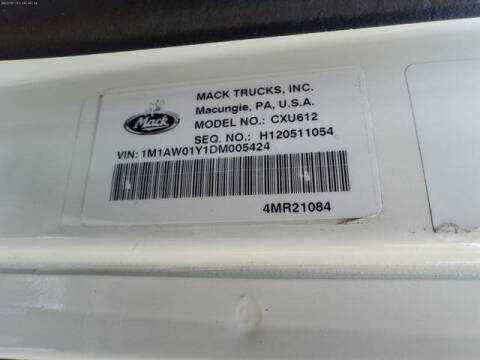 Mack
MACK TRUCKS, INC.
Macungie, PA, U.S.A.
MODEL NO.: CXU612
SEQ. NO.: H120511054
VIN: 1M1AW01Y1DM005424
4MR21084